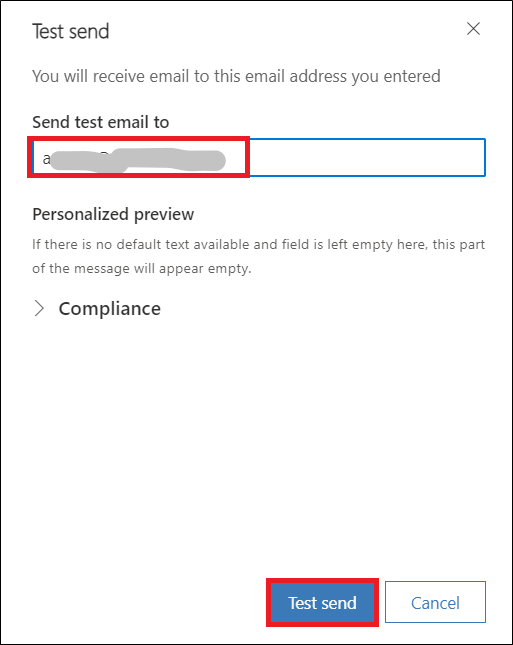 Test send
You will receive email to this email address you entered
Send test email to
Personalized preview
If there is no default text available and field is left empty here, this part
of the message will appear empty.
Compliance
Test send
Cancel